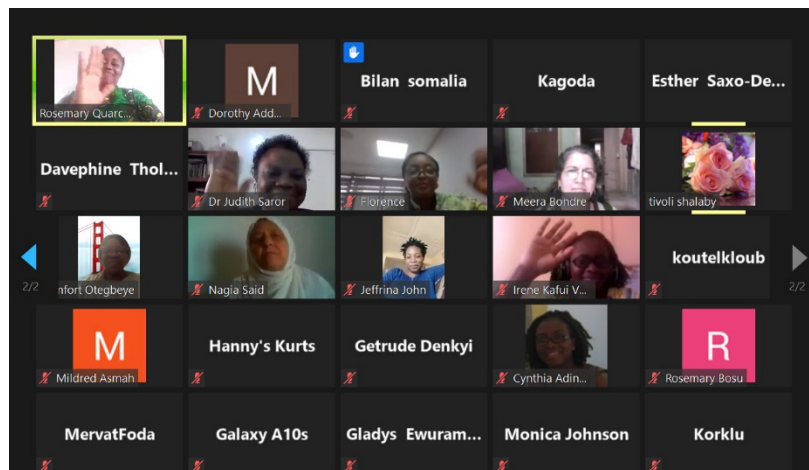 Rosemary Quarc...
M
Dorothy Add...
Bilan somalia
Kagoda
Esther Saxo-De...
Davephine Thol...
Dr Judith Saror
Florence
Meera Bondre
tivoli shalaby
2/2
nfort Otegbeye
Nagia Said
Jeffrina John
Irene Kafui V...
koutelkloub
2/2
M
Mildred Asmah
Hanny's Kurts
Getrude Denkyi
Cynthia Adin...
R
Rosemary Bosu
MervatFoda
Galaxy A10s
Gladys Ewuram...
Monica Johnson
Korklu